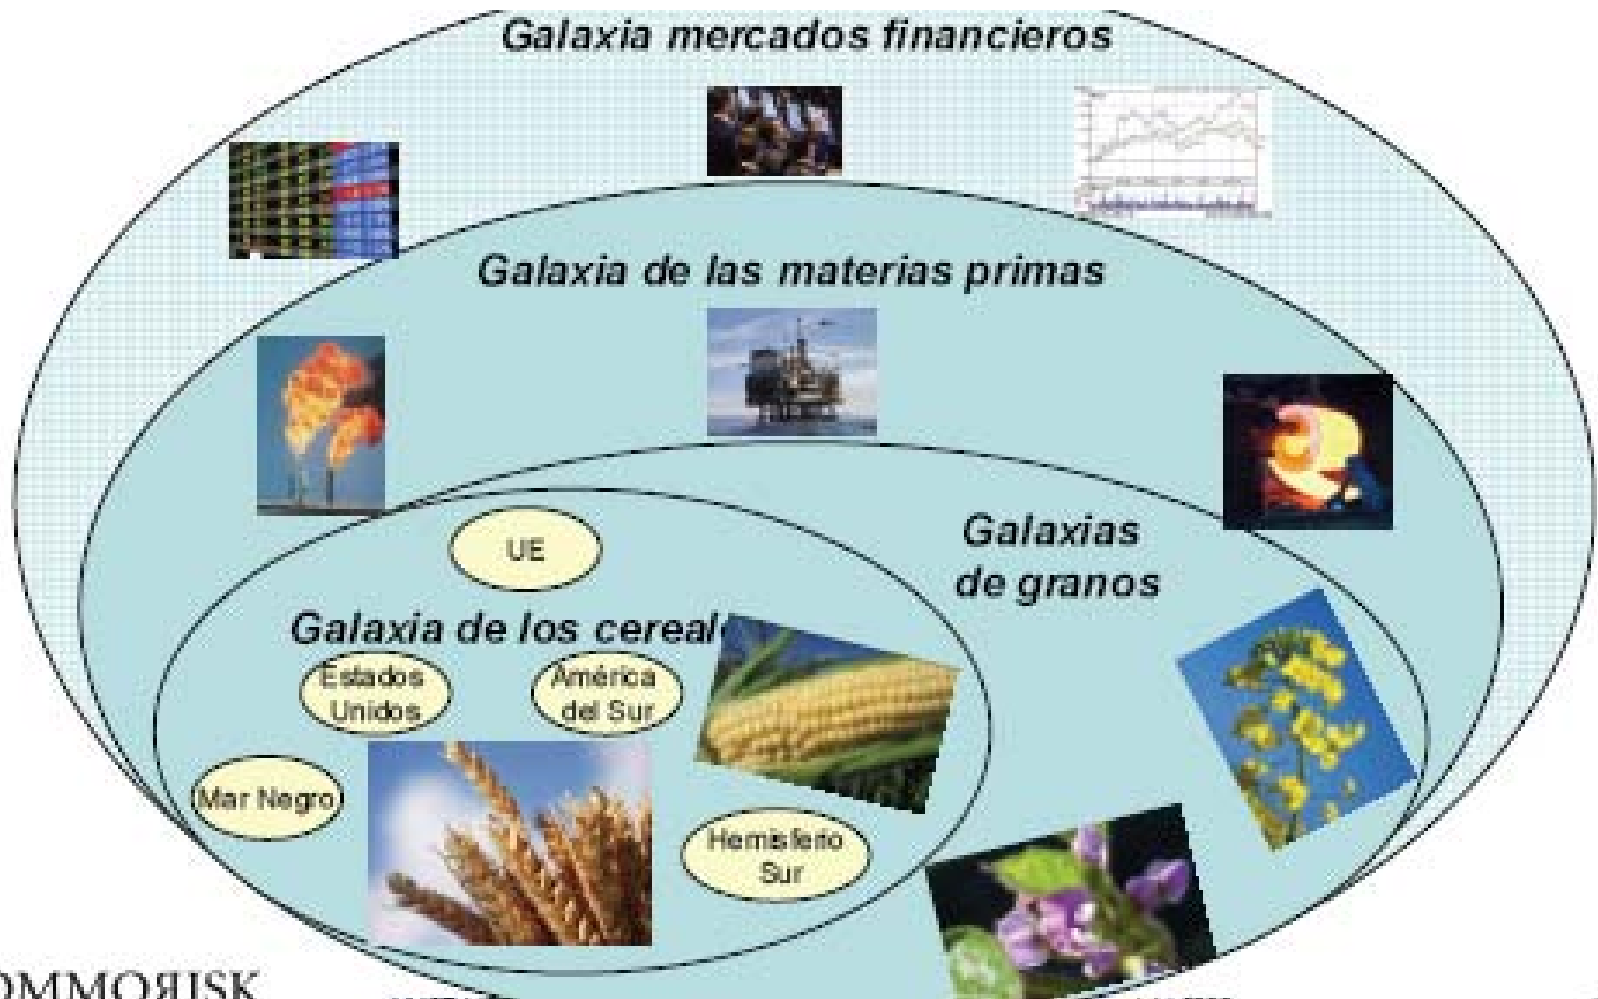 Galaxia mercados financieros
Galaxia de las materias primas
Galaxias
de granos
UE
Galaxia de los cereal
Estados
Unidos
América
del Sur
Mar Negro
Hemisferio
Sur
OMMOЯISK